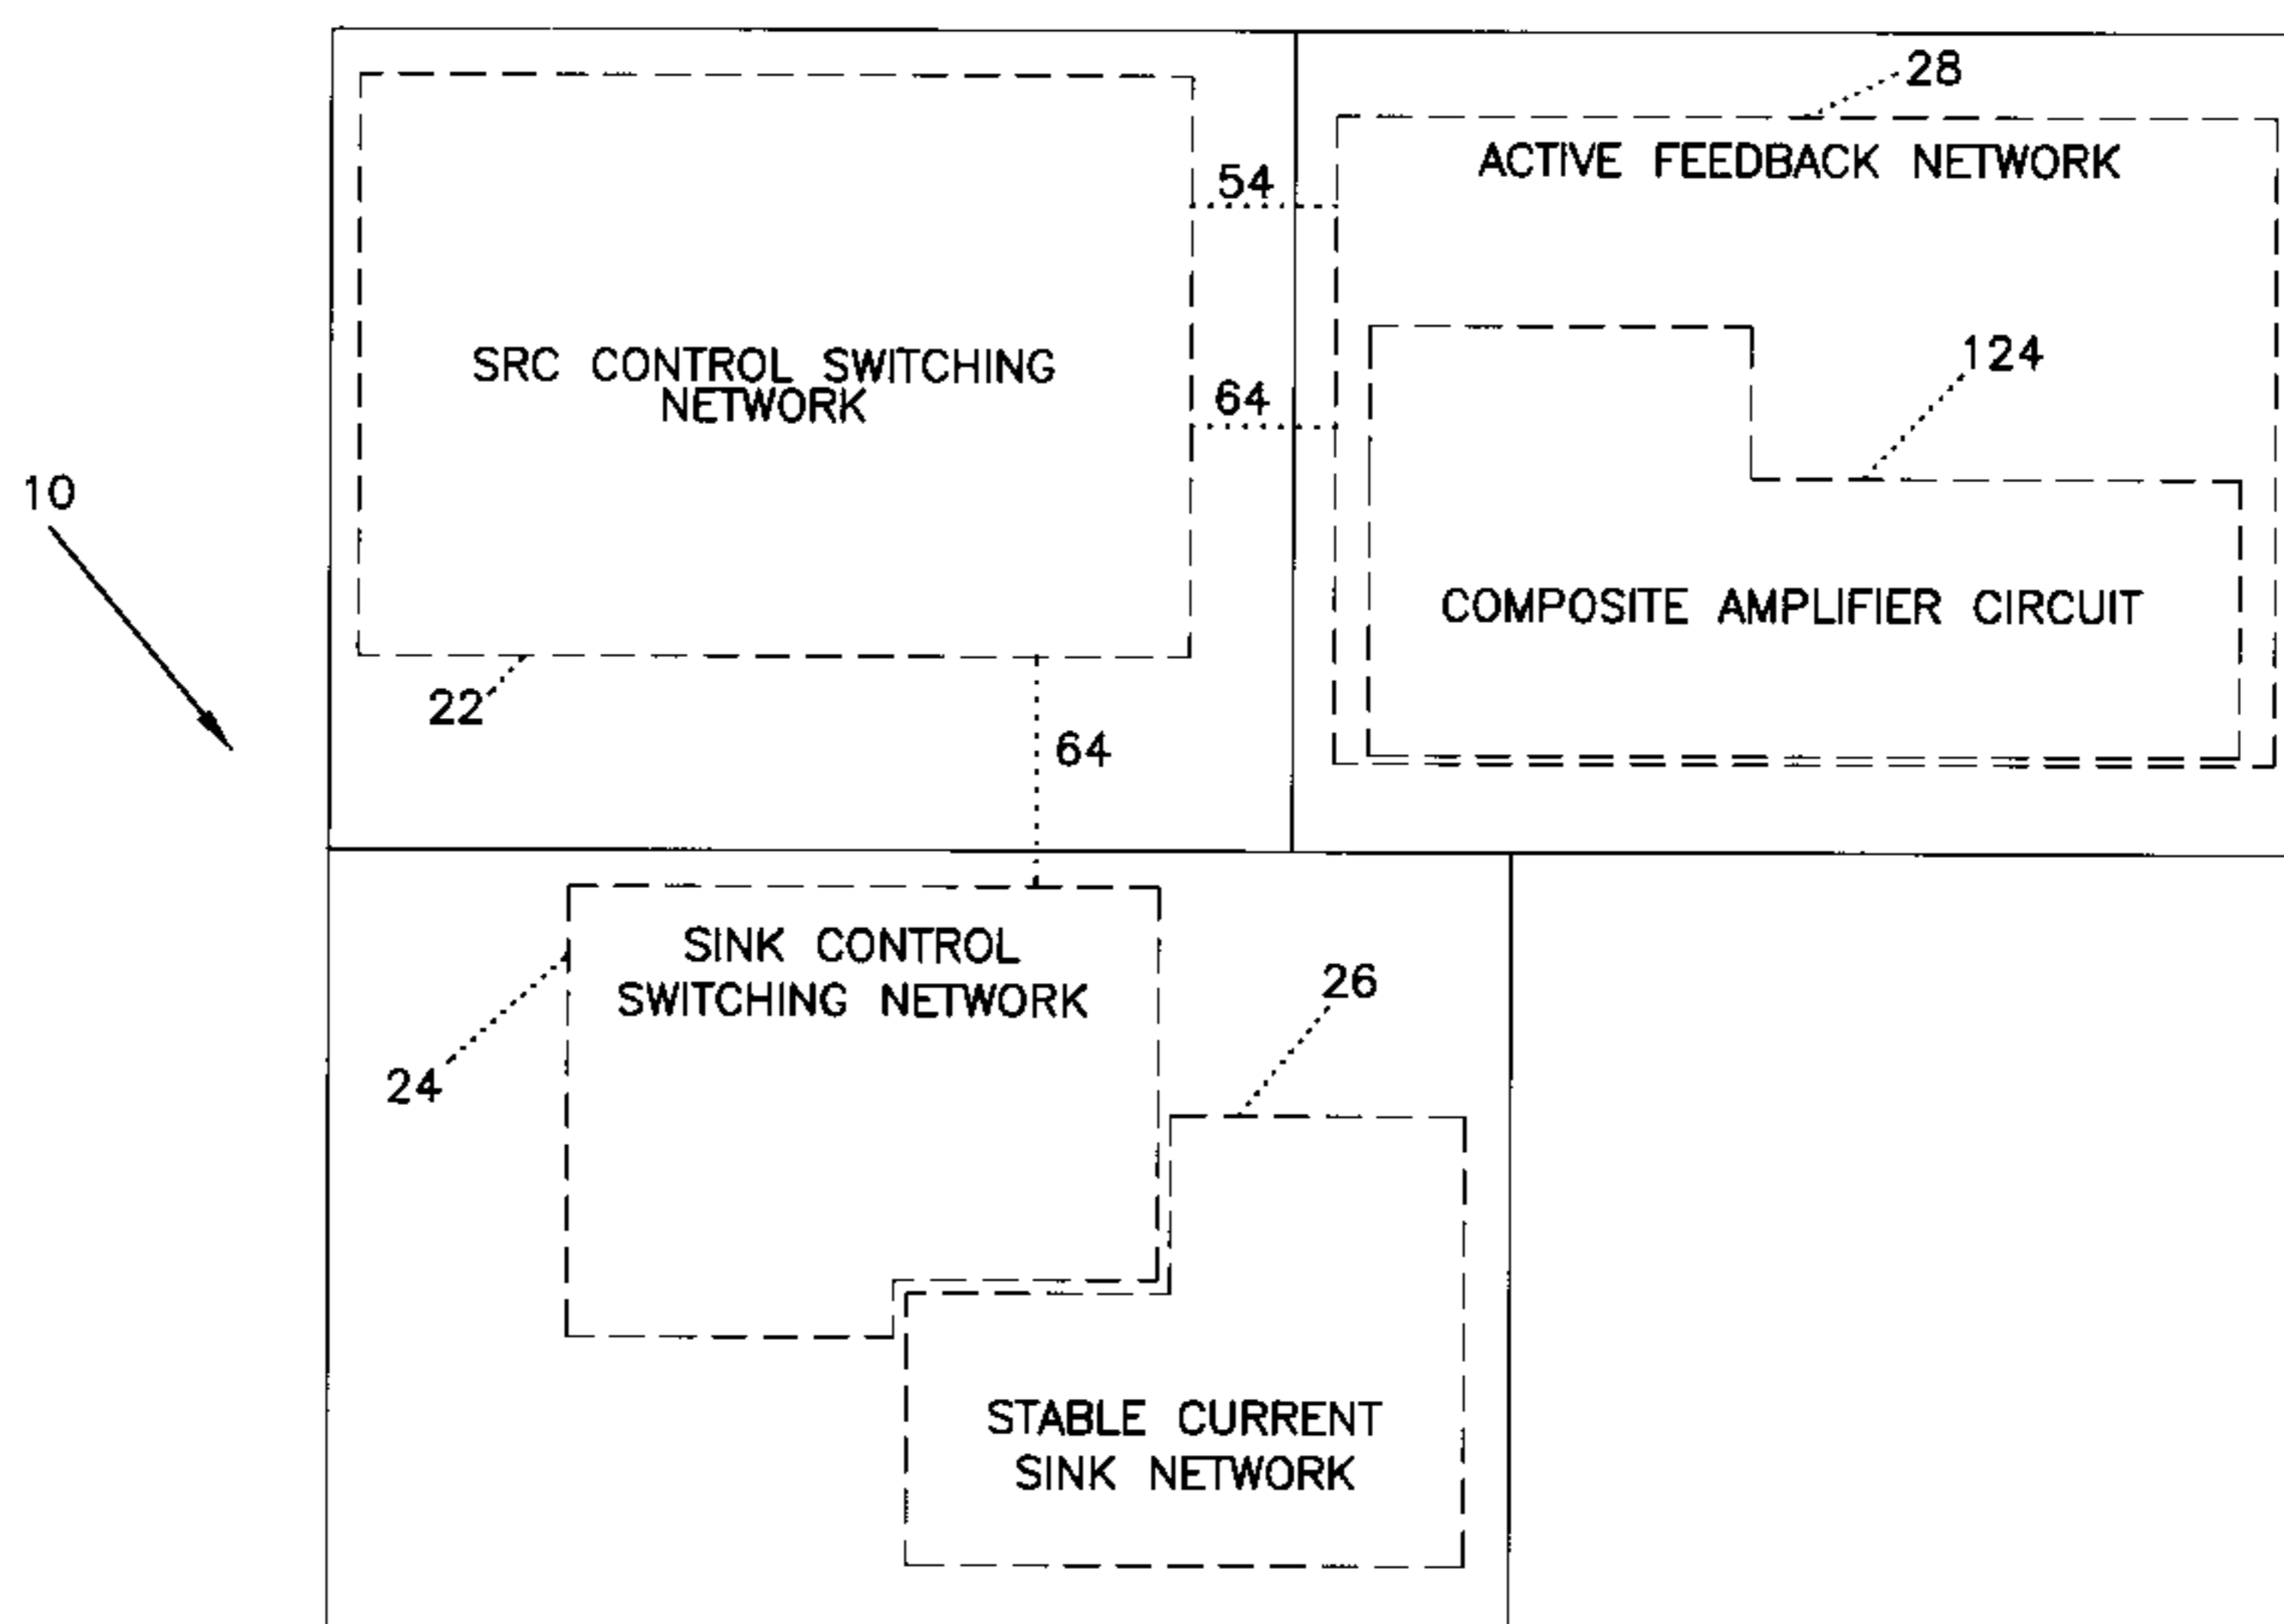 28
ACTIVE FEEDBACK NETWORK
54
SRC CONTROL SWITCHING
NETWORK
64
124
10
COMPOSITE AMPLIFIER CIRCUIT
22
64
SINK CONTROL
SWITCHING NETWORK
26
24
STABLE CURRENT
SINK NETWORK